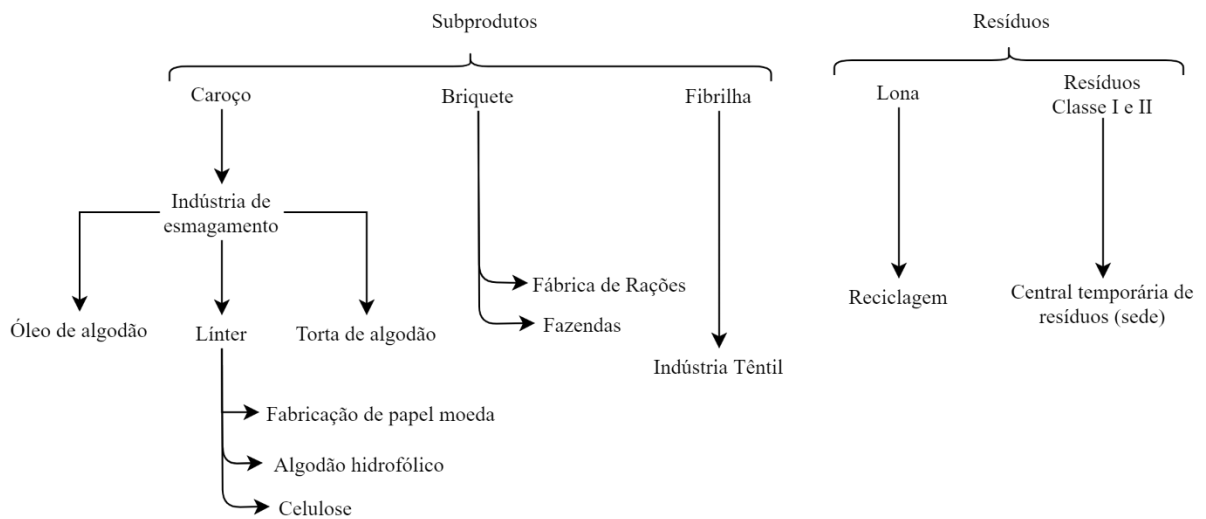 Subprodutos
Resíduos
Caroço
Briquete
Fibrilha
Lona
Resíduos
Classe I e II
Indústria de
esmagamento
Fábrica de Rações
Fazendas
Reciclagem
Central temporária de
resíduos (sede)
Óleo de algodão
Línter
Torta de algodão
Indústria Têntil
Fabricação de papel moeda
Algodão hidrofólico
Celulose